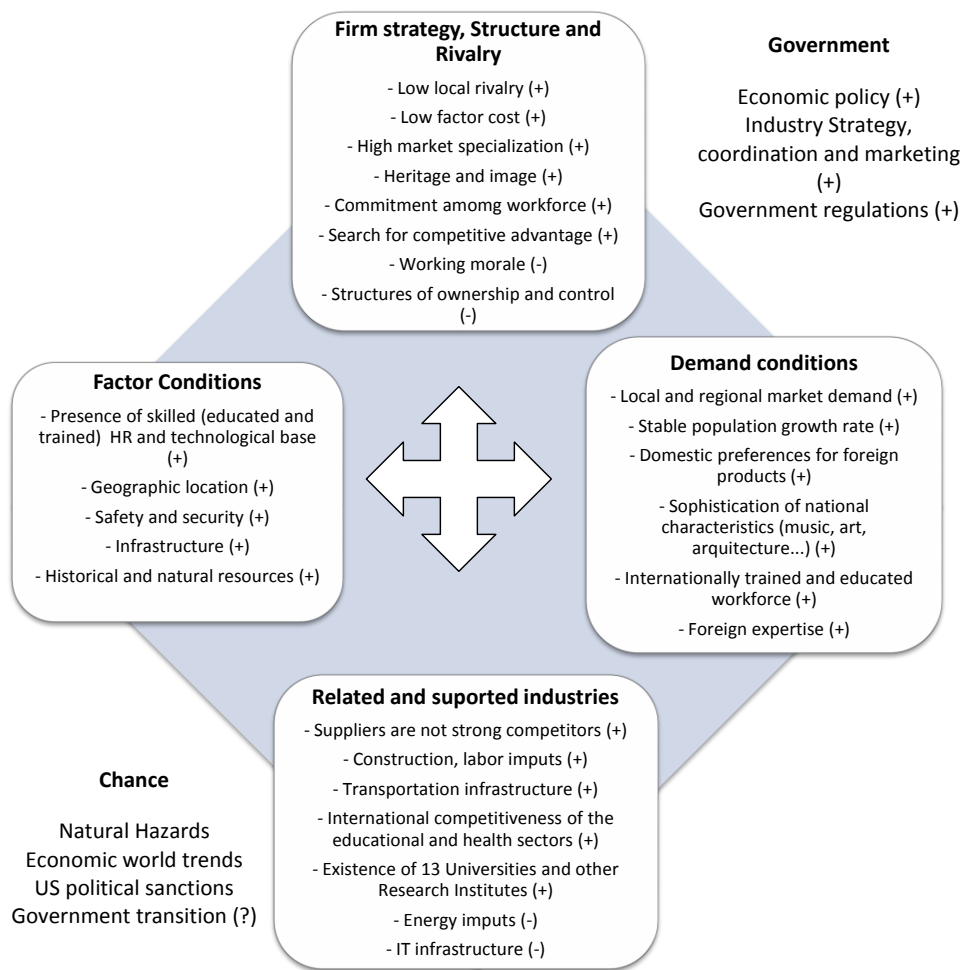 Firm strategy, Structure and
Rivalry
- Low local rivalry (+)
- Low factor cost (+)
- High market specialization (+)
- Heritage and image (+)
- Commitment amomg workforce (+)
- Search for competitive advantage (+)
- Working morale (-)
- Structures of ownership and control
(-)
Government
Economic policy (+)
Industry Strategy,
coordination and marketing
(+)
Government regulations (+)
Factor Conditions
- Presence of skilled (educated and
trained) HR and technological base
(+)
- Geographic location (+)
- Safety and security (+)
- Infrastructure (+)
- Historical and natural resources (+)
Demand conditions
- Local and regional market demand (+)
- Stable population growth rate (+)
- Domestic preferences for foreign
products (+)
- Sophistication of national
characteristics (music, art,
arquitecture...) (+)
- Internationally trained and educated
workforce (+)
- Foreign expertise (+)
Related and suported industries
- Suppliers are not strong competitors (+)
- Construction, labor imputs (+)
- Transportation infrastructure (+)
- International competitiveness of the
educational and health sectors (+)
- Existence of 13 Universities and other
Research Institutes (+)
- Energy imputs (-)
- IT infrastructure (-)
Chance
Natural Hazards
Economic world trends
US political sanctions
Government transition (?)